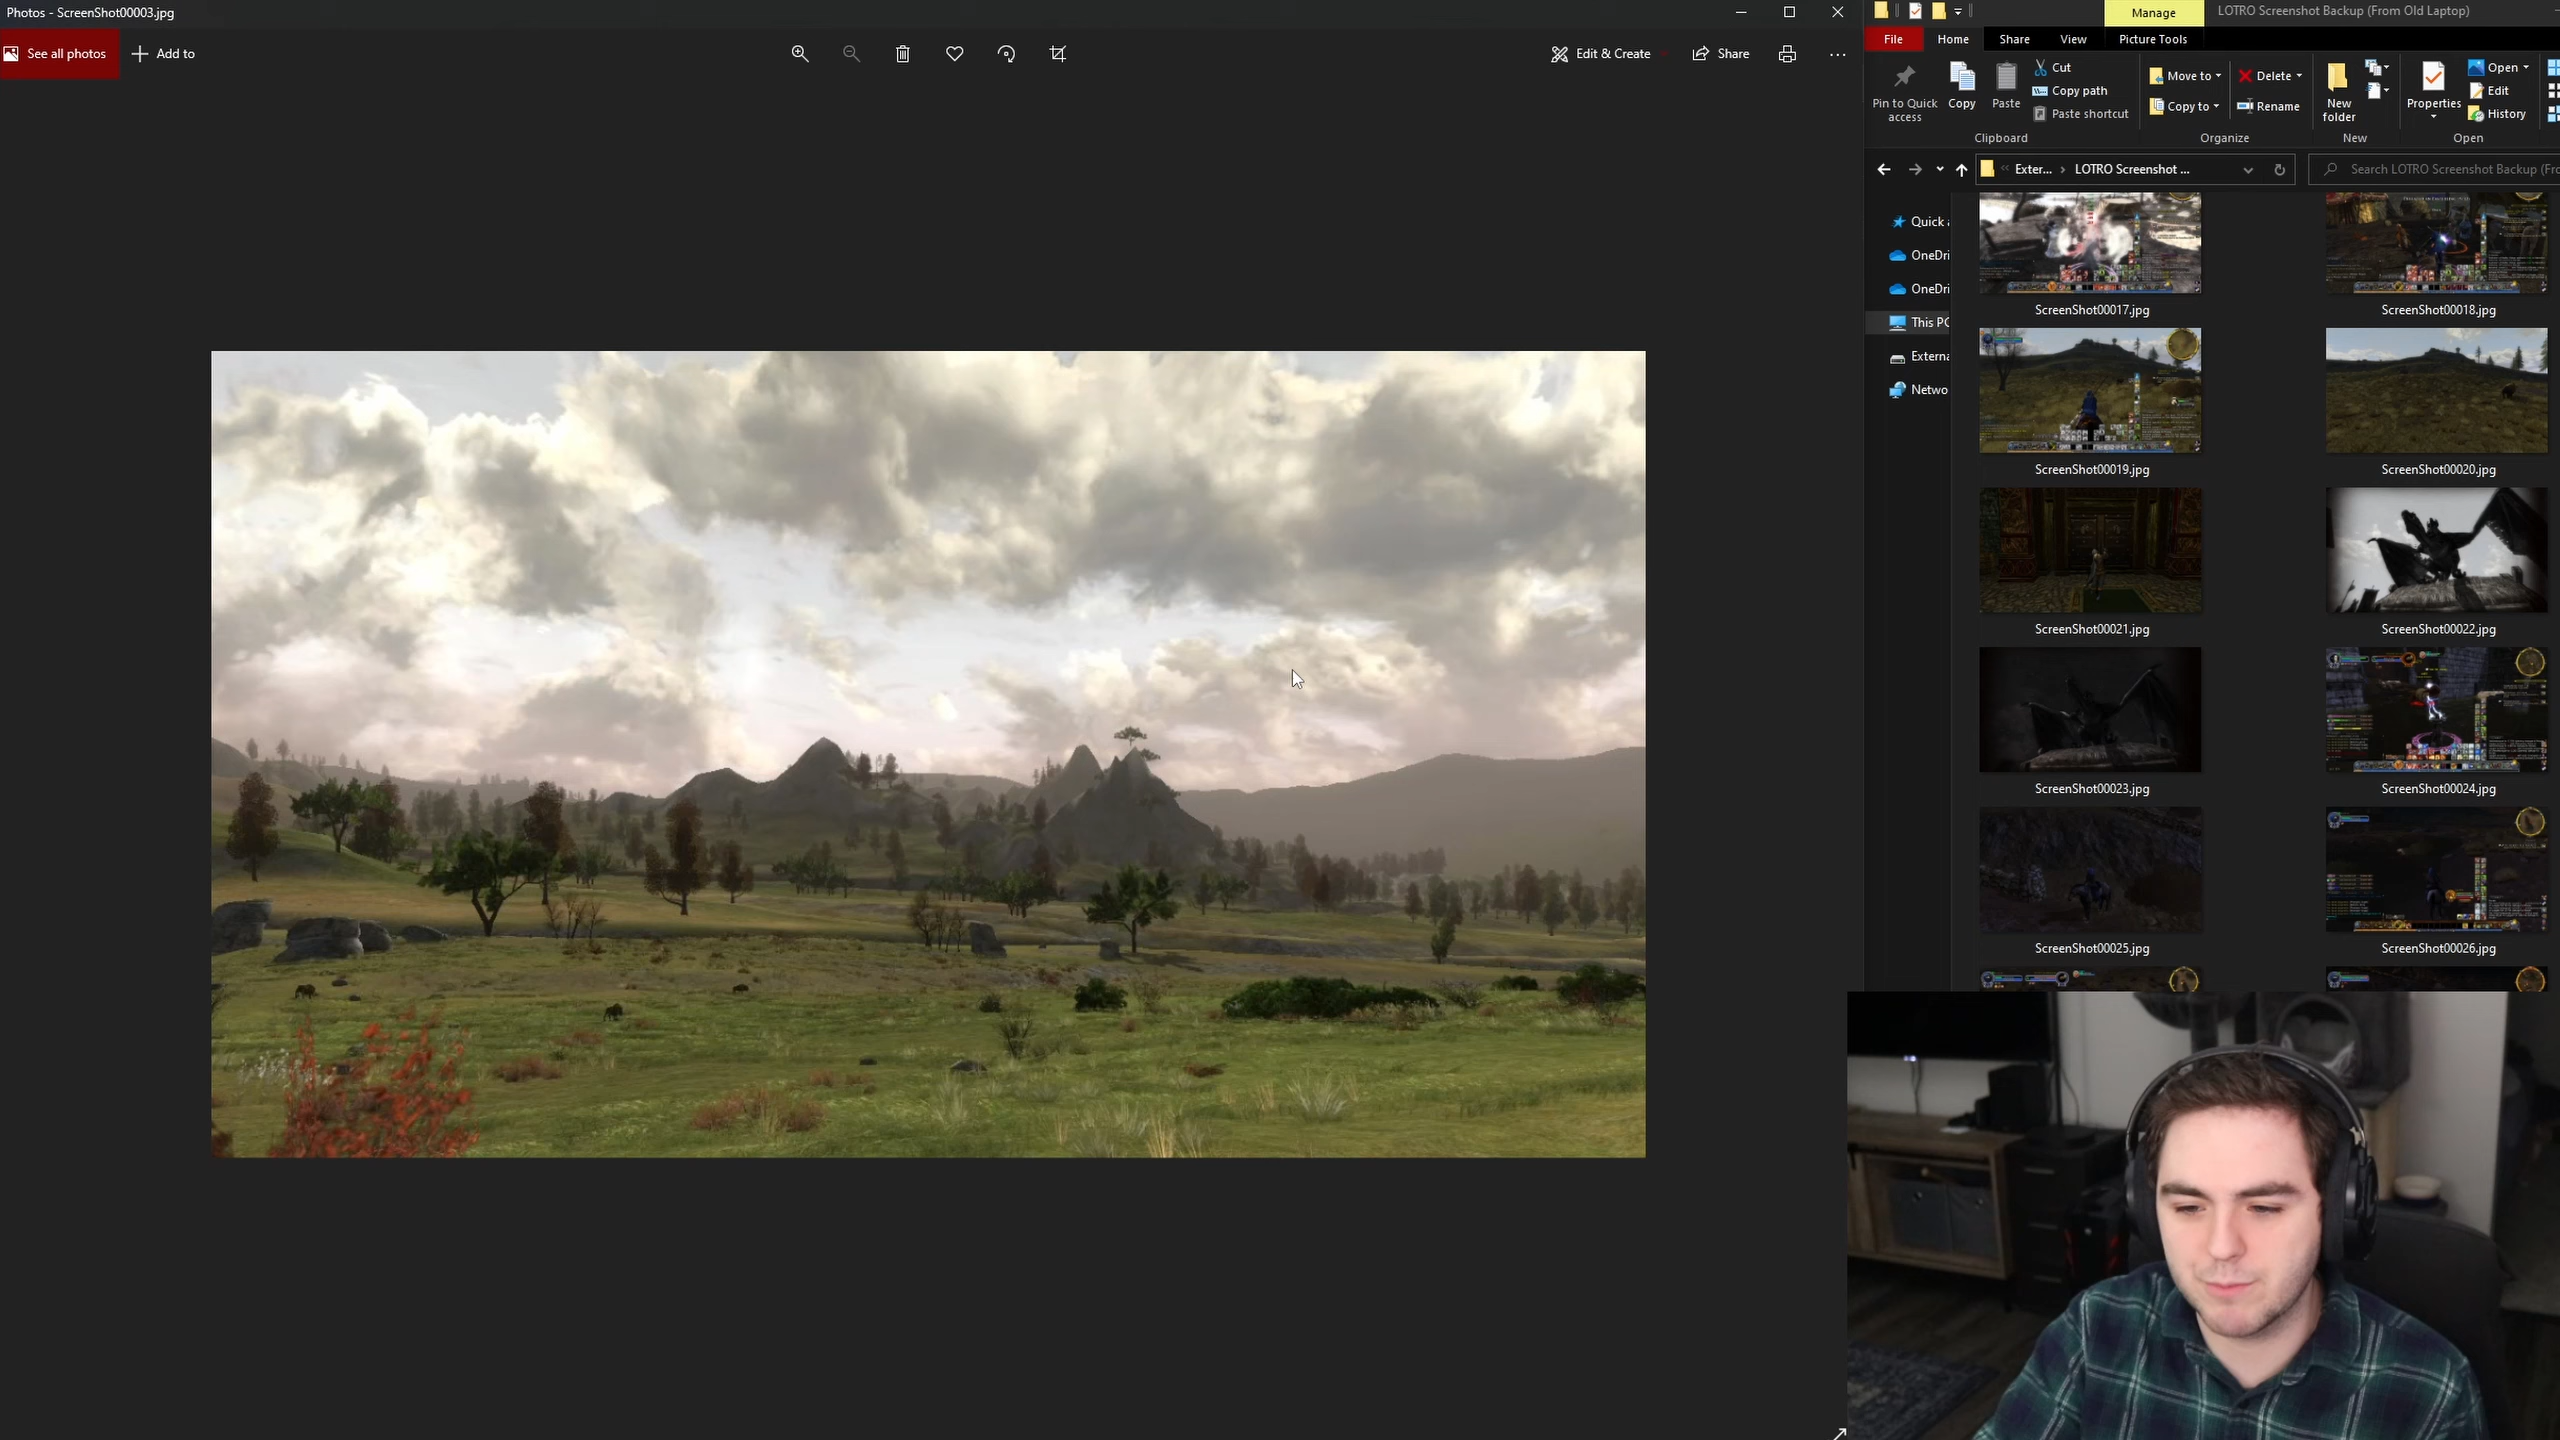 Photos - ScreenShot00003.jpg
See all photos
Add to
Edit & Create
Share
Manage
LOTRO Screenshot Backup (From Old Laptop)
File
Home
Share
View
Picture Tools
Pin to Quick access
Copy
Paste
Cut
Copy path
Paste shortcut
Move to
Copy to
Delete
Rename
New folder
Properties
Open
Edit
History
Clipboard
Organize
New
Open
Exter...
LOTRO Screenshot ...
Search LOTRO Screenshot Backup (Fro
Quick a
OneDri
OneDri
This PC
Externa
Netwo
ScreenShot00017.jpg
ScreenShot00018.jpg
ScreenShot00019.jpg
ScreenShot00020.jpg
ScreenShot00021.jpg
ScreenShot00022.jpg
ScreenShot00023.jpg
ScreenShot00024.jpg
ScreenShot00025.jpg
ScreenShot00026.jpg